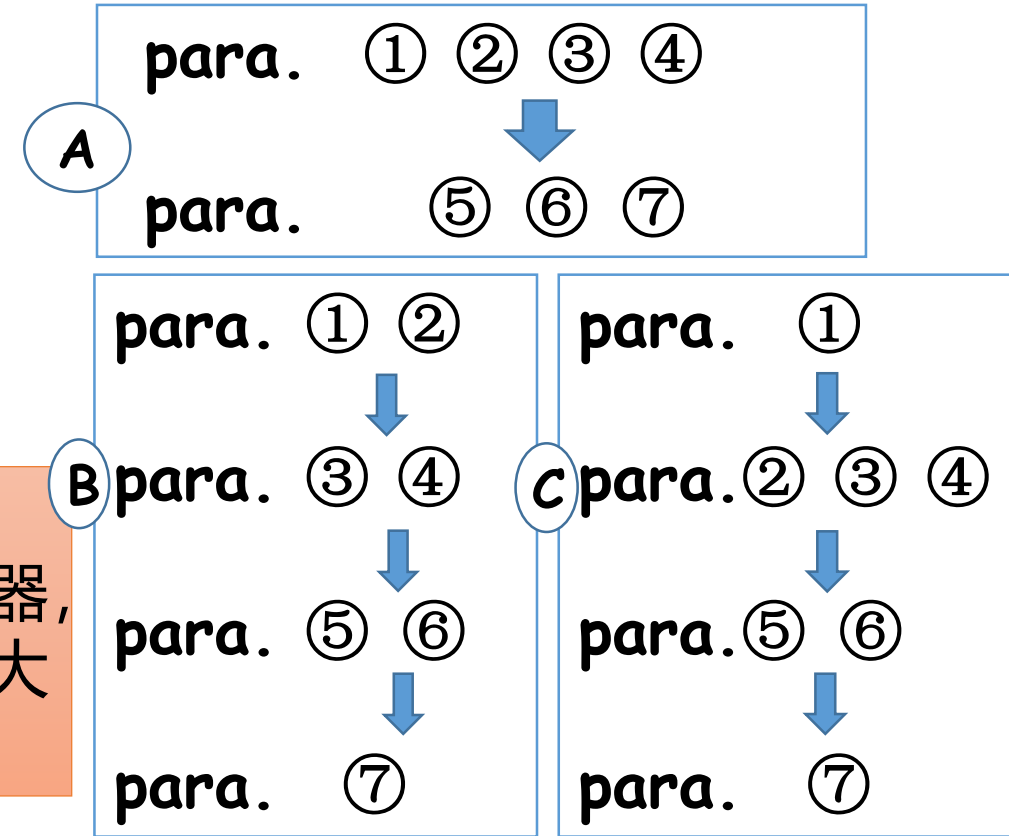 A
para. ① ② ③ ④
para. ⑤ ⑥ ⑦
B
para. ① ②
para. ③ ④
para. ⑤ ⑥
para. ⑦
C
para. ①
para. ② ③ ④
para. ⑤ ⑥
para. ⑦
器,
大